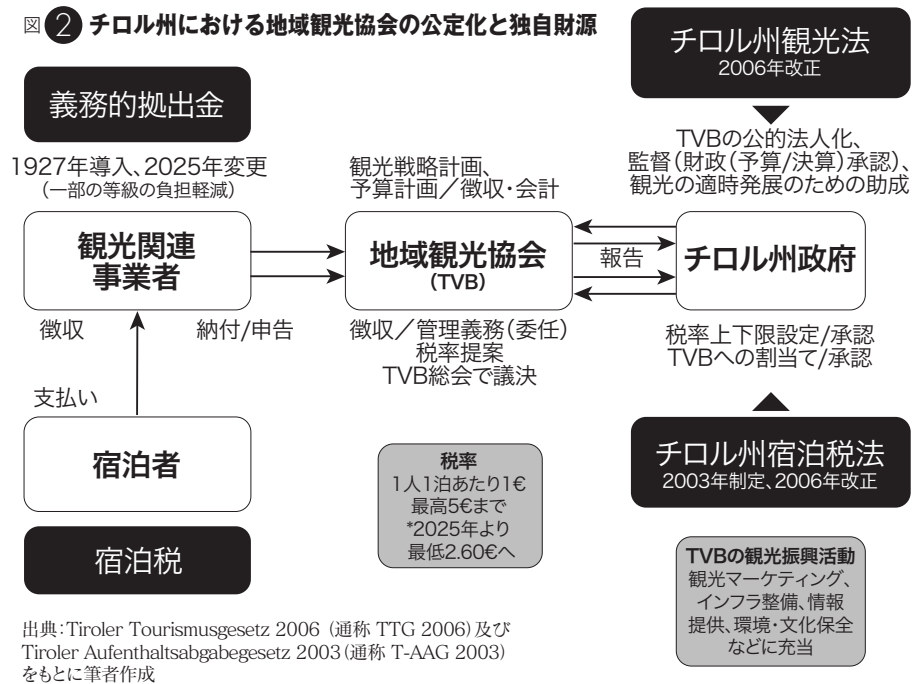 図2 チロル州における地域観光協会の公定化と独自財源
チロル州観光法
2006年改正
義務的拠出金
1927年導入、2025年変更
（一部の等級の負担軽減）
観光戦略計画、
予算計画／徴収・会計
TVBの公的法人化、
監督（財政（予算/決算）承認）、
観光の適時発展のための助成
観光関連
事業者
地域観光協会
（TVB）
報告
チロル州政府
徴収
納付/申告
徴収／管理義務（委任）
税率提案
TVB総会で議決
税率上下限設定/承認
TVBへの割当て/承認
支払い
宿泊者
宿泊税
税率
1人1泊あたり1€
最高5€まで
*2025年より
最低2.60€へ
チロル州宿泊税法
2003年制定、2006年改正
TVBの観光振興活動
観光マーケティング、
インフラ整備、情報
提供、環境・文化保全
などに充当
出典：Tiroler Tourismusgesetz 2006（通称 TTG 2006）及び
Tiroler Aufenthaltsabgabegesetz 2003（通称 T-AAG 2003）
をもとに筆者作成